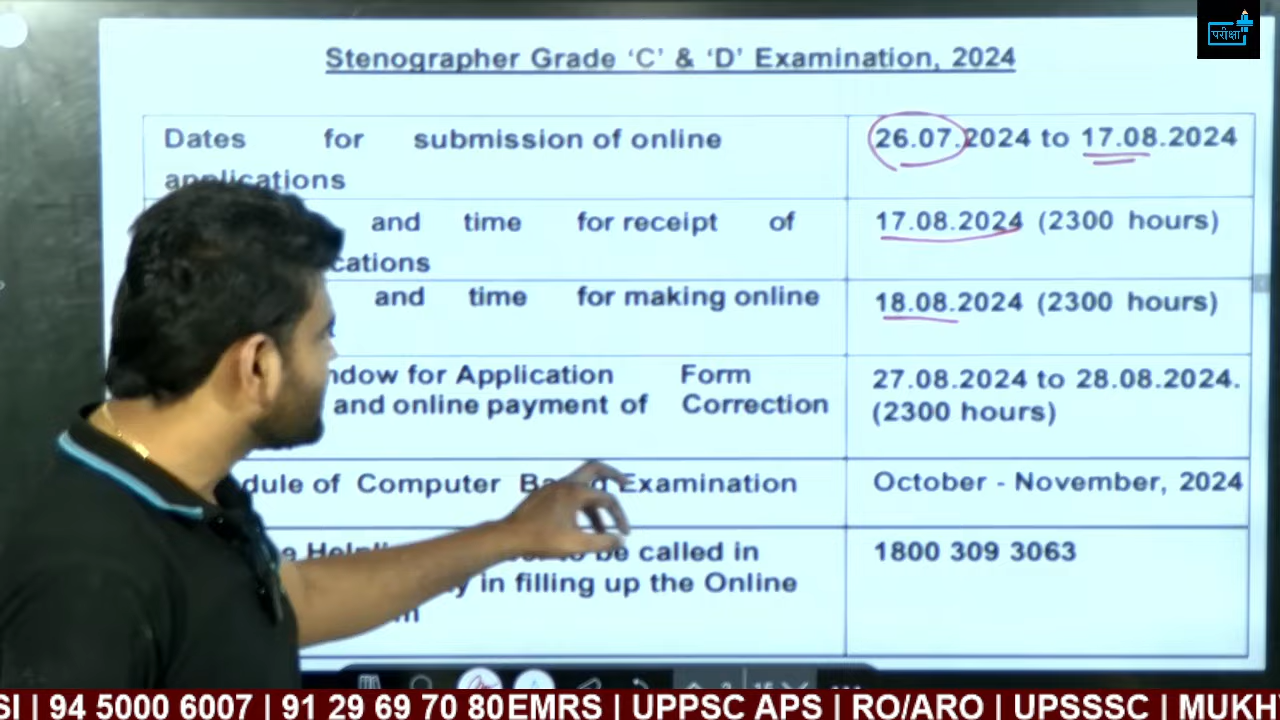 परीक्षा
Stenographer Grade ‘C’ & ‘D’ Examination, 2024
Dates for submission of online applications
26.07.2024 to 17.08.2024
and time for receipt of
cations
17.08.2024 (2300 hours)
and time for making online
18.08.2024 (2300 hours)
ndow for Application Form
and online payment of Correction
27.08.2024 to 28.08.2024.
(2300 hours)
dule of Computer Based Examination
October - November, 2024
to be called in
y in filling up the Online
1800 309 3063
SI | 94 5000 6007 | 91 29 69 70 80 EMRS | UPPSC APS | RO/ARO | UPSSSC | MUKH